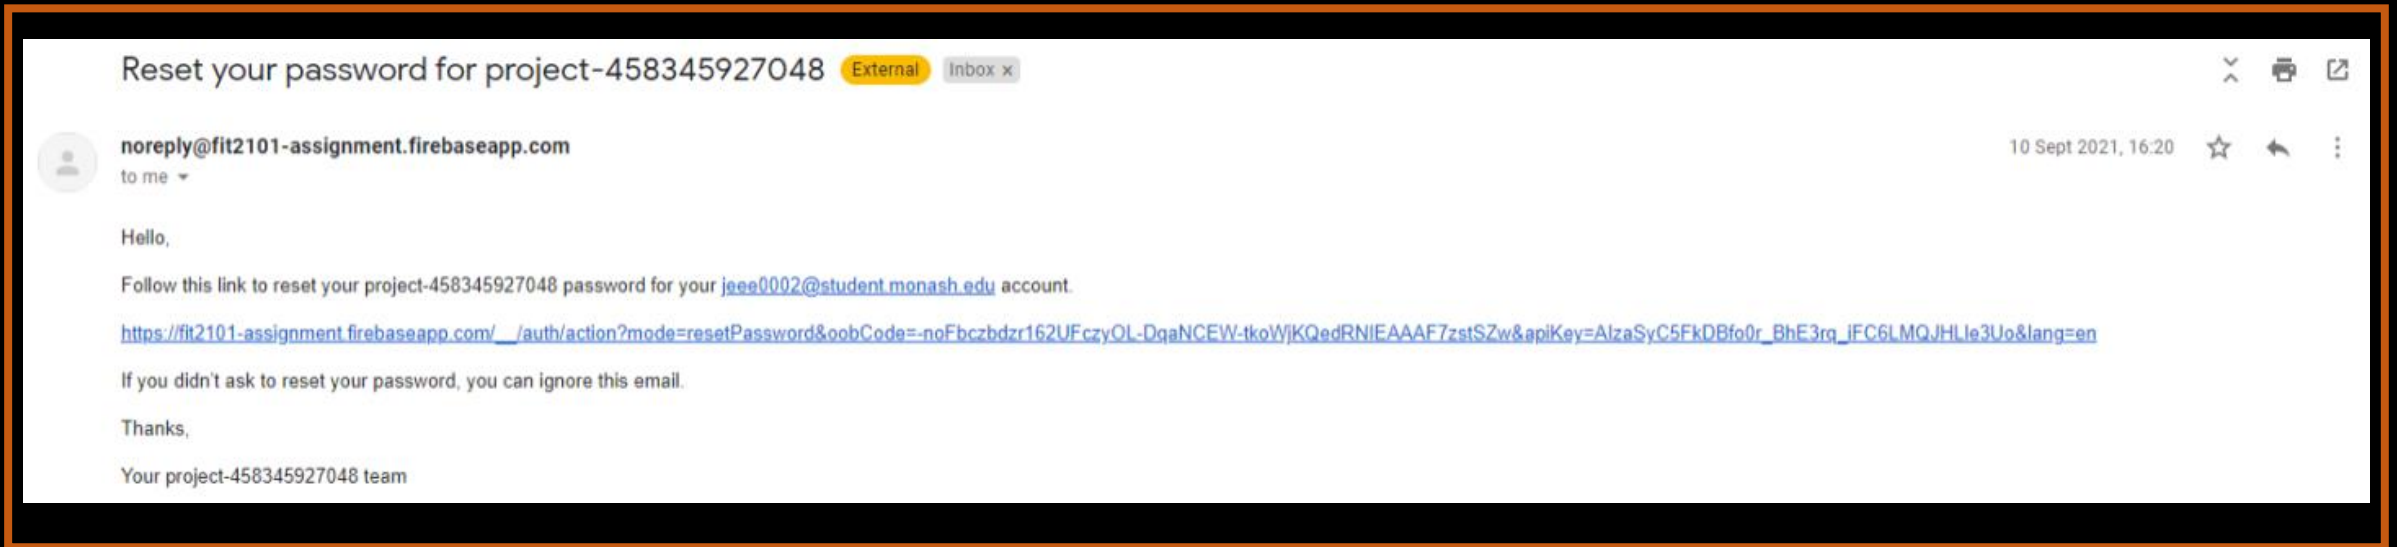 Reset your password for project-458345927048 External Inbox x
noreply@fit2101-assignment.firebaseapp.com 10 Sept 2021, 16:20
to me
Hello,
Follow this link to reset your project-458345927048 password for your jeee0002@student.monash.edu account.
https://fit2101-assignment.firebaseapp.com/__/auth/action?mode=resetPassword&oobCode=-noFbczbdzr162UFczyOL-DqaNCEW-tkoWjKQedRNIEAAAF7zstSZw&apiKey=AIzaSyC5FkDBfo0r_BhE3rq_iFC6LMQJHLIe3Uo&lang=en
If you didn't ask to reset your password, you can ignore this email.
Thanks,
Your project-458345927048 team